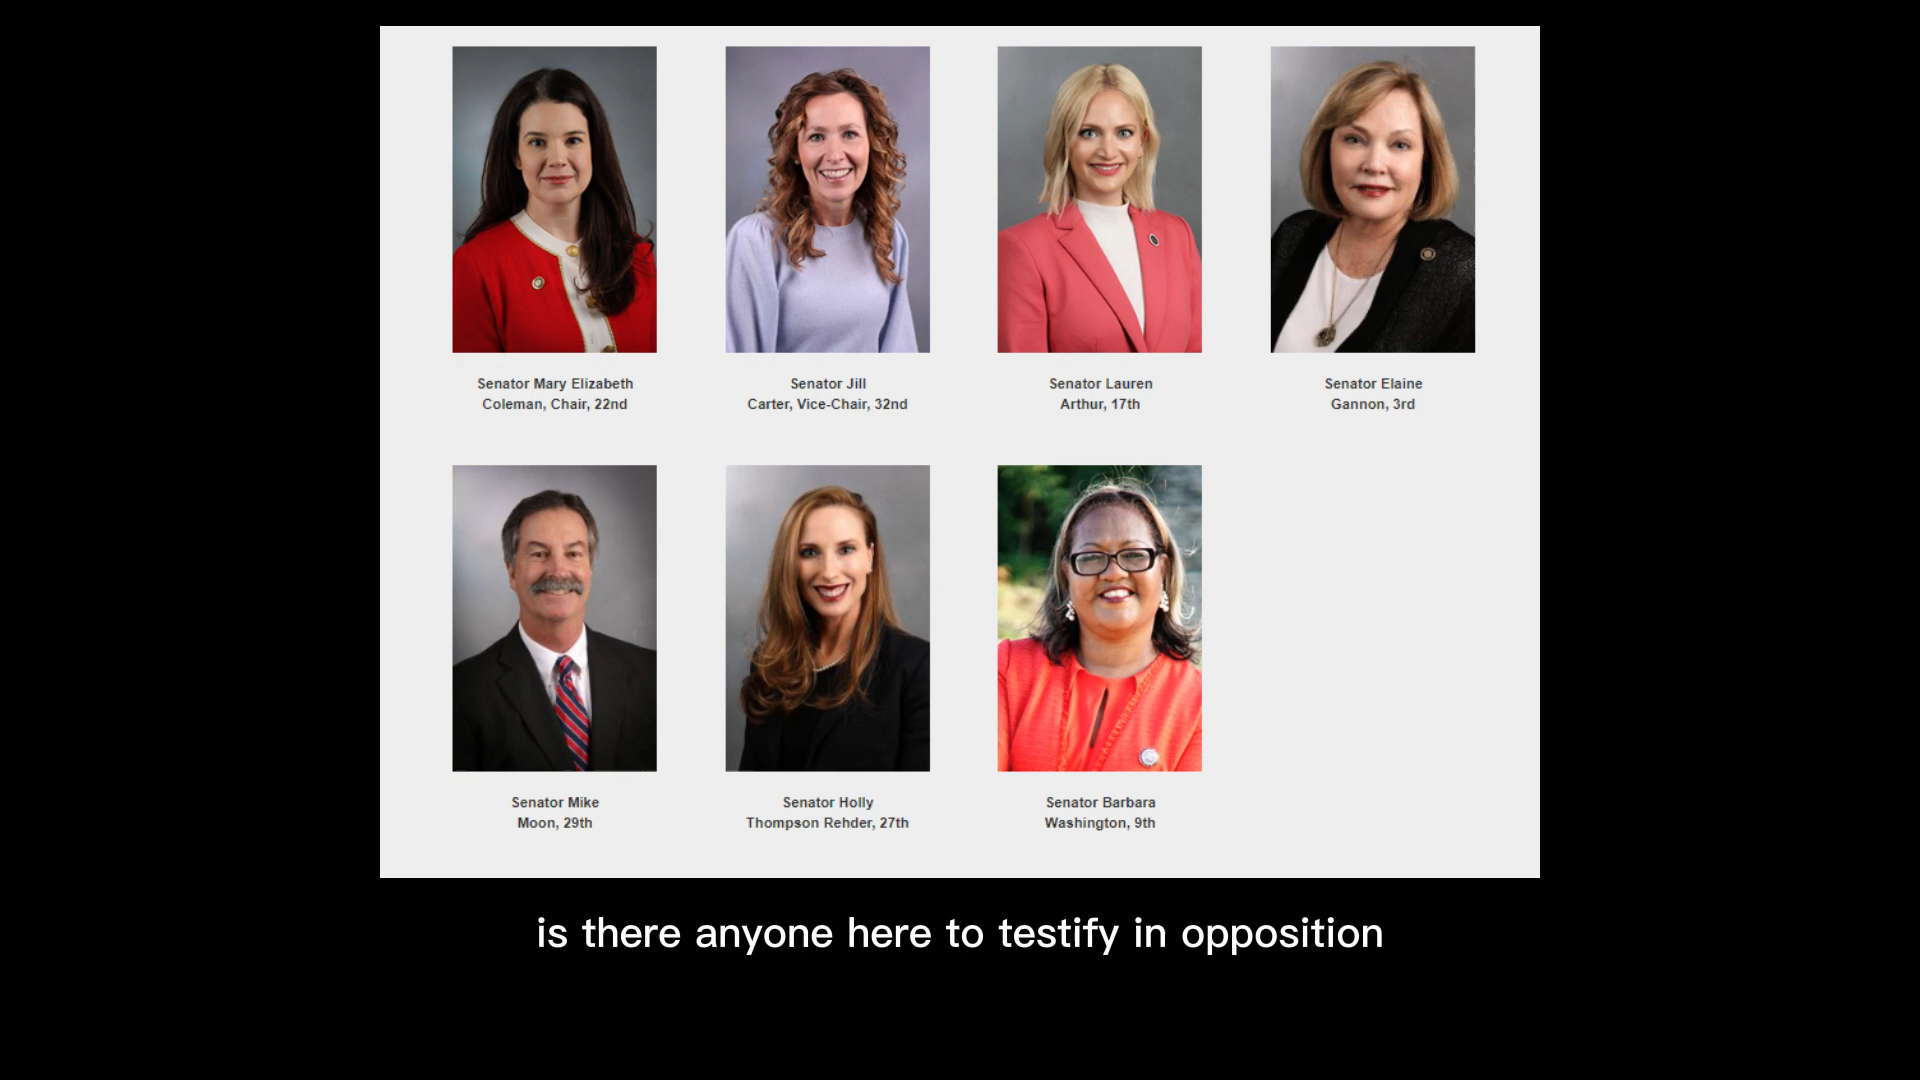 Senator Mary Elizabeth
Coleman, Chair, 22nd
Senator Jill
Carter, Vice-Chair, 32nd
Senator Lauren
Arthur, 17th
Senator Elaine
Gannon, 3rd
Senator Mike
Moon, 29th
Senator Holly
Thompson Rehder, 27th
Senator Barbara
Washington, 9th
is there anyone here to testify in opposition